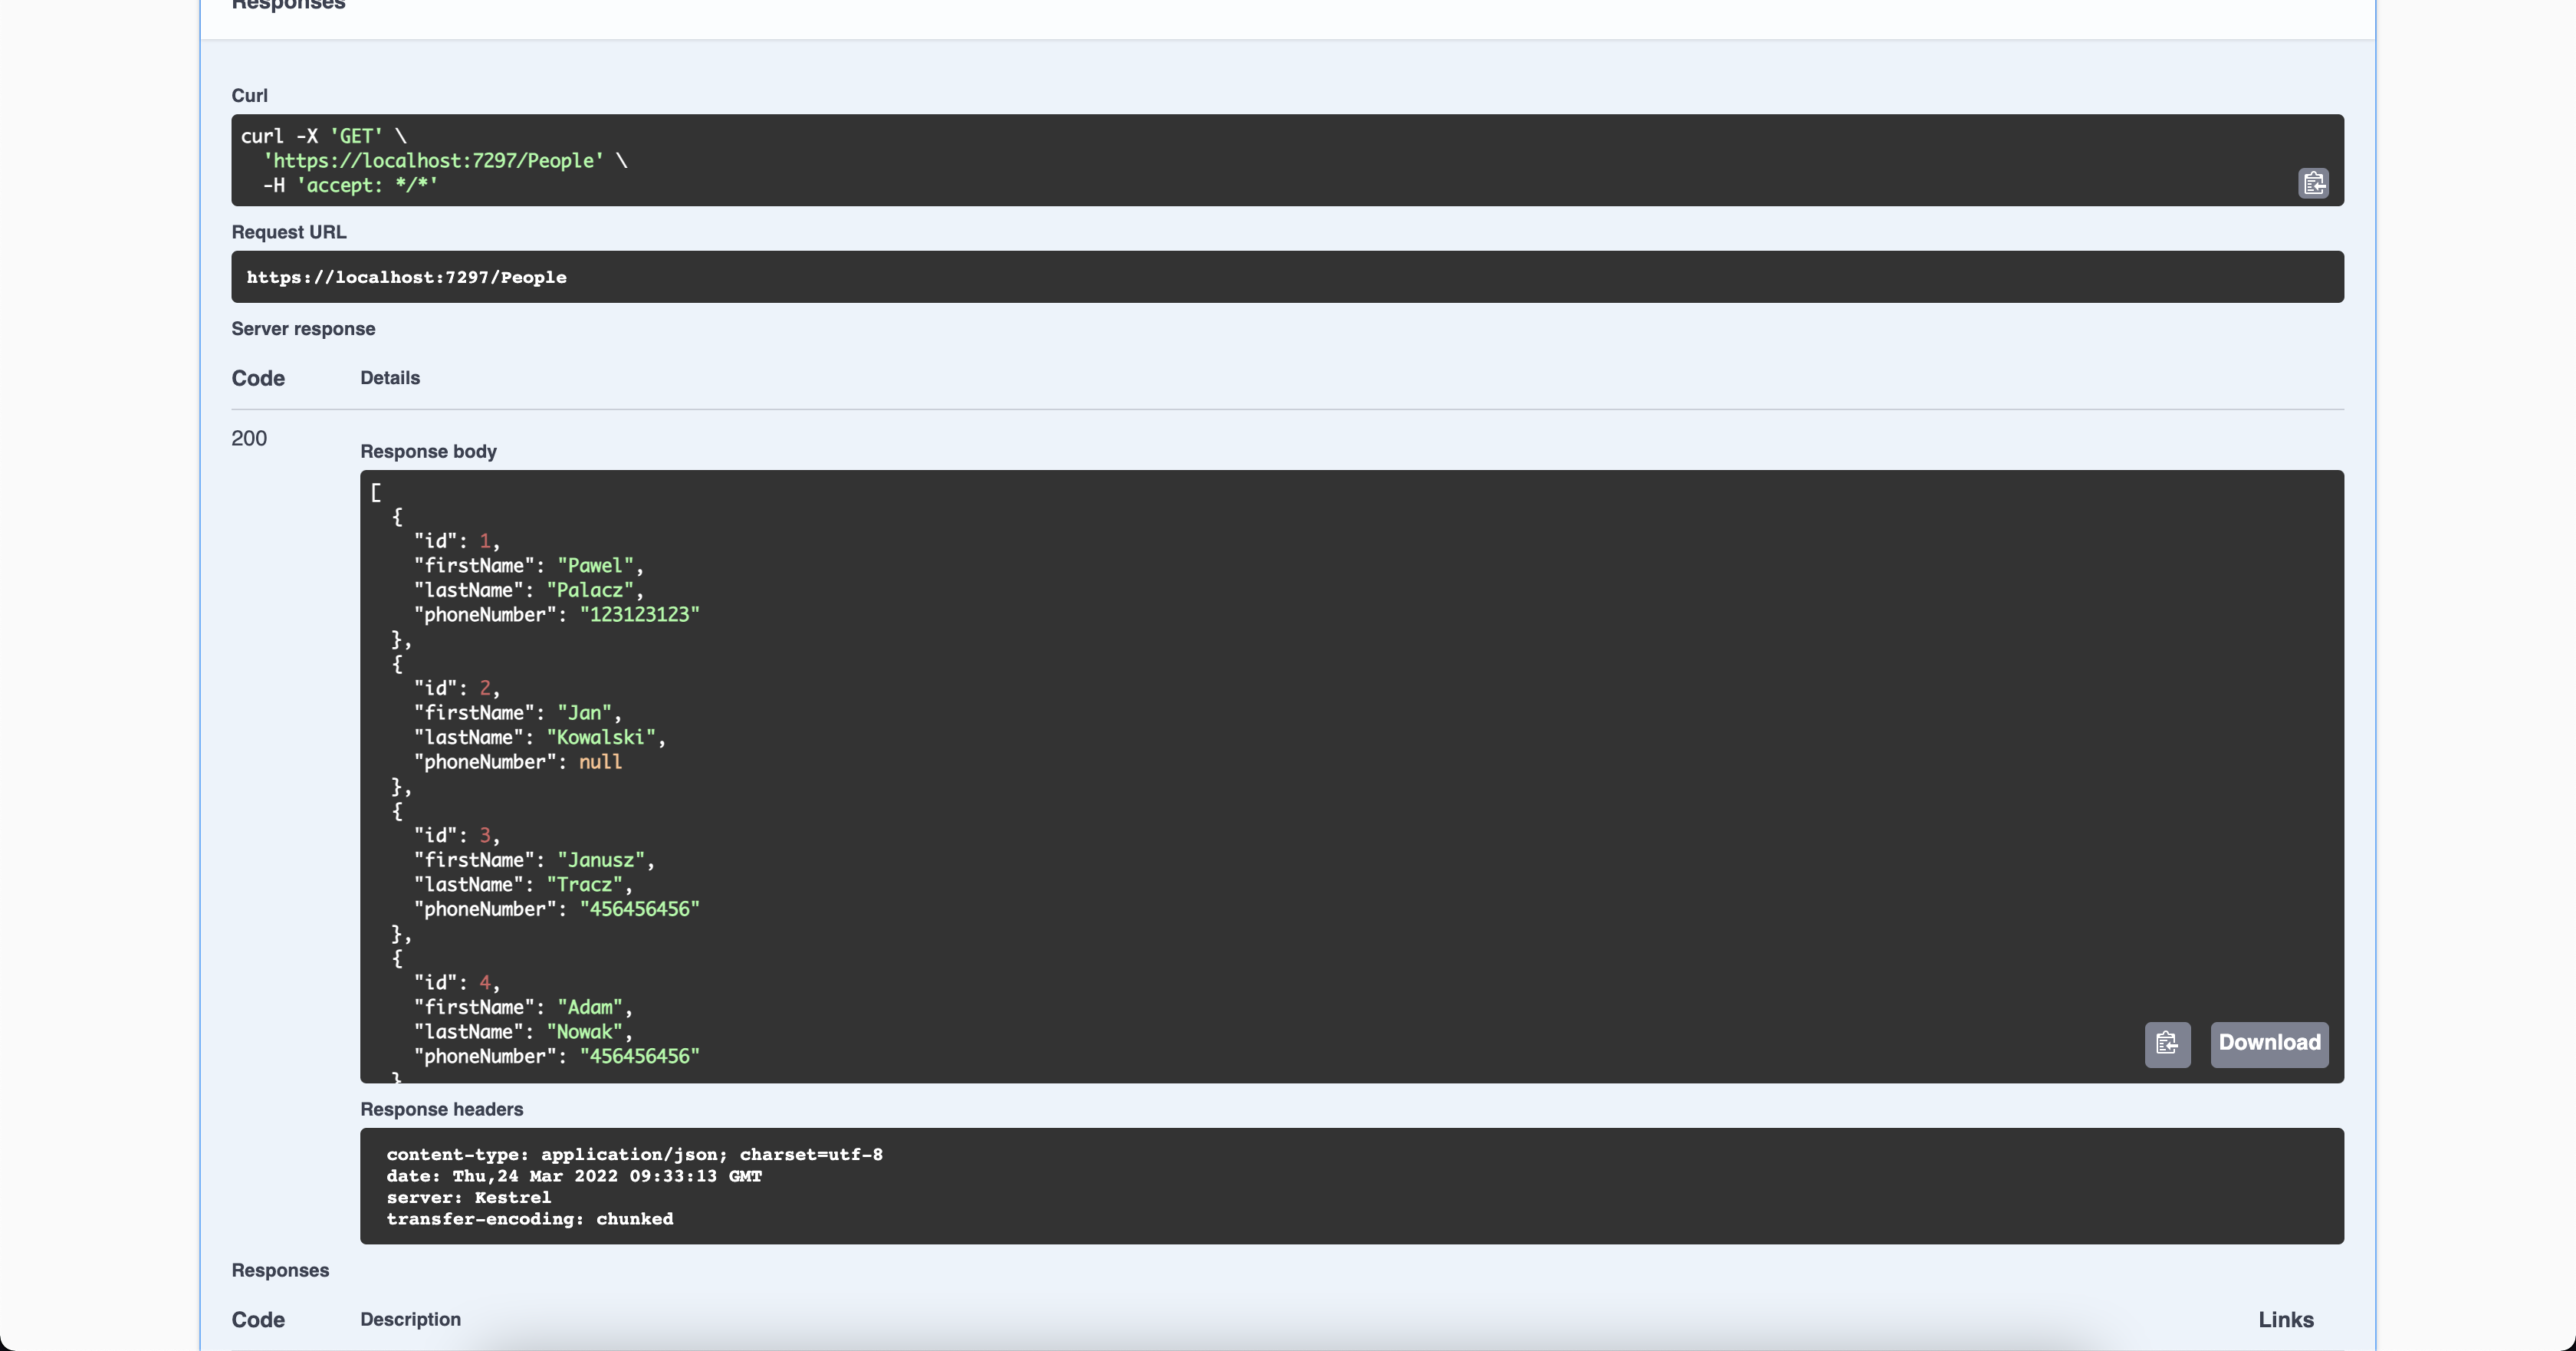 Responses
Curl
curl -X 'GET' \
  'https://localhost:7297/People' \
  -H 'accept: */*'
Request URL
https://localhost:7297/People
Server response
Code Details
200
Response body
[
  {
    "id": 1,
    "firstName": "Pawel",
    "lastName": "Palacz",
    "phoneNumber": "123123123"
  },
  {
    "id": 2,
    "firstName": "Jan",
    "lastName": "Kowalski",
    "phoneNumber": null
  },
  {
    "id": 3,
    "firstName": "Janusz",
    "lastName": "Tracz",
    "phoneNumber": "456456456"
  },
  {
    "id": 4,
    "firstName": "Adam",
    "lastName": "Nowak",
    "phoneNumber": "456456456"
  }
Download
Response headers
content-type: application/json; charset=utf-8
date: Thu,24 Mar 2022 09:33:13 GMT
server: Kestrel
transfer-encoding: chunked
Responses
Code Description Links